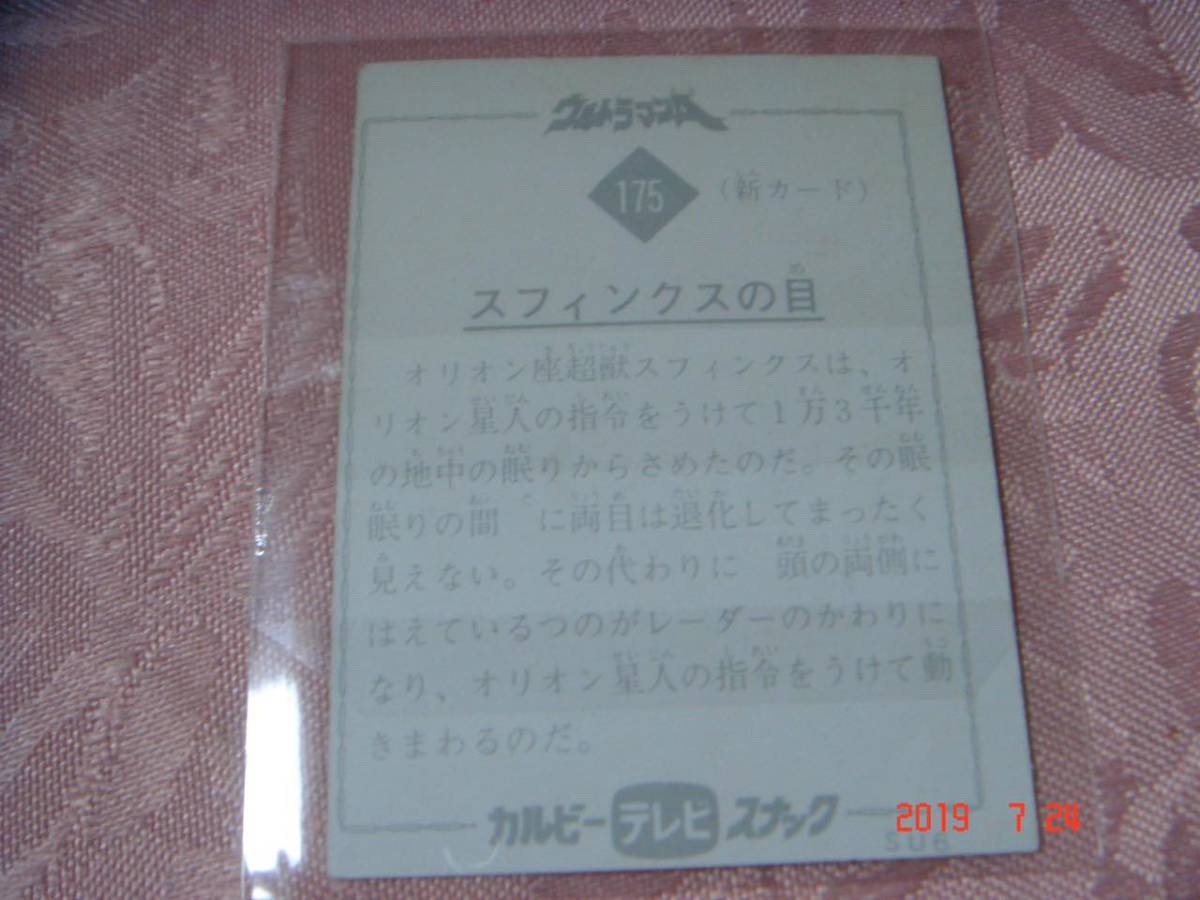 ウルトラマンA
175 (新カード)
スフィンクスの目
オリオン座超獣スフィンクスは、オ
リオン星人の指令をうけて1万3千年
の地中の眠りからさめたのだ。その眠
眠りの間 に両目は退化してまったく
見えない。その代わりに 頭の両側に
はえているつのがレーダーのかわりに
なり、オリオン星人の指令をうけて動
きまわるのだ。
カルビーテレビスナック
2019 7 24